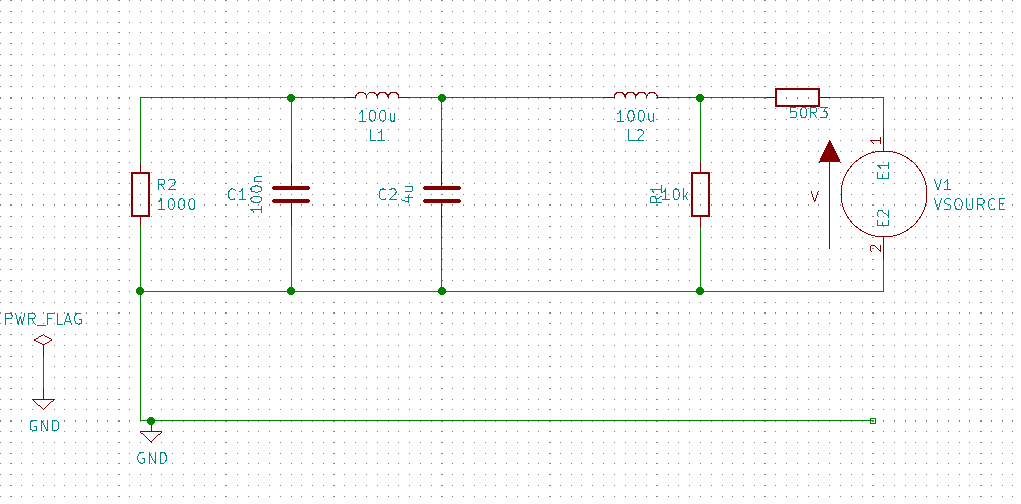 100u
L1
100u
L2
50R3
R2
1000
C1
100n
C2
4u
R1
10k
1
E1
V
E2
2
V1
VSOURCE
PWR_FLAG
GND
GND